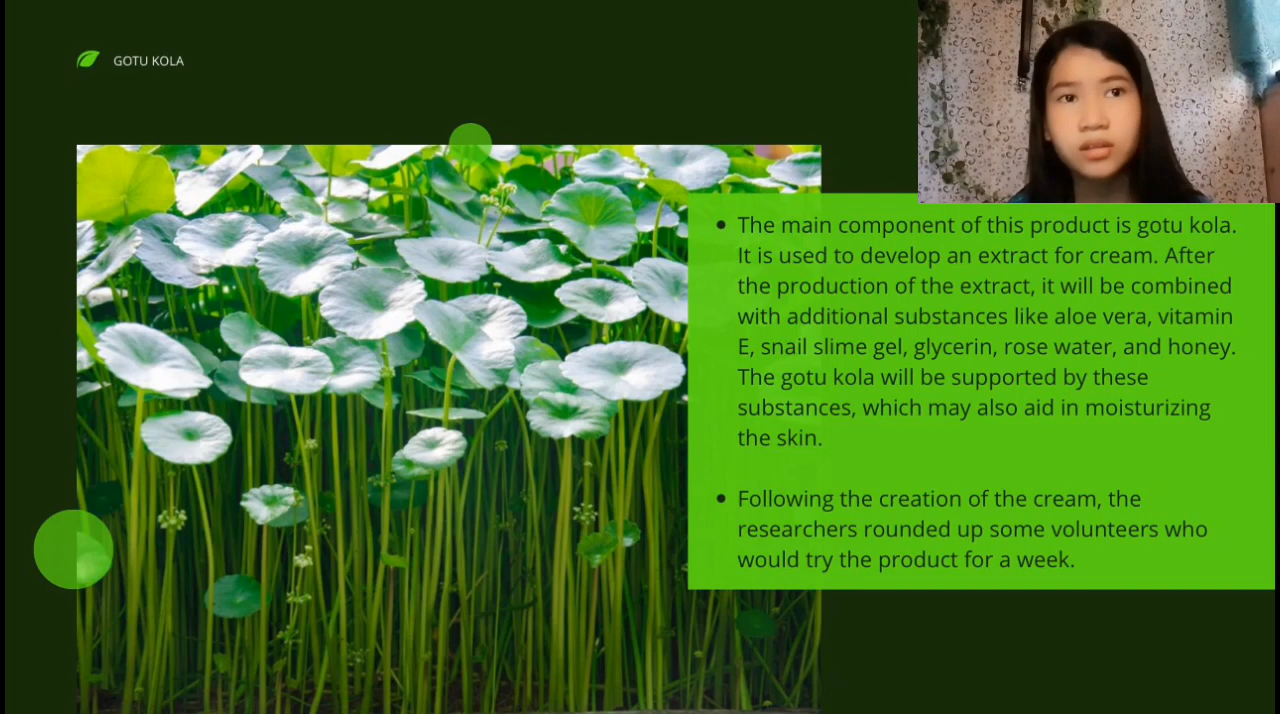 GOTU KOLA
The main component of this product is gotu kola.
It is used to develop an extract for cream. After
the production of the extract, it will be combined
with additional substances like aloe vera, vitamin
E, snail slime gel, glycerin, rose water, and honey.
The gotu kola will be supported by these
substances, which may also aid in moisturizing
the skin.
Following the creation of the cream, the
researchers rounded up some volunteers who
would try the product for a week.